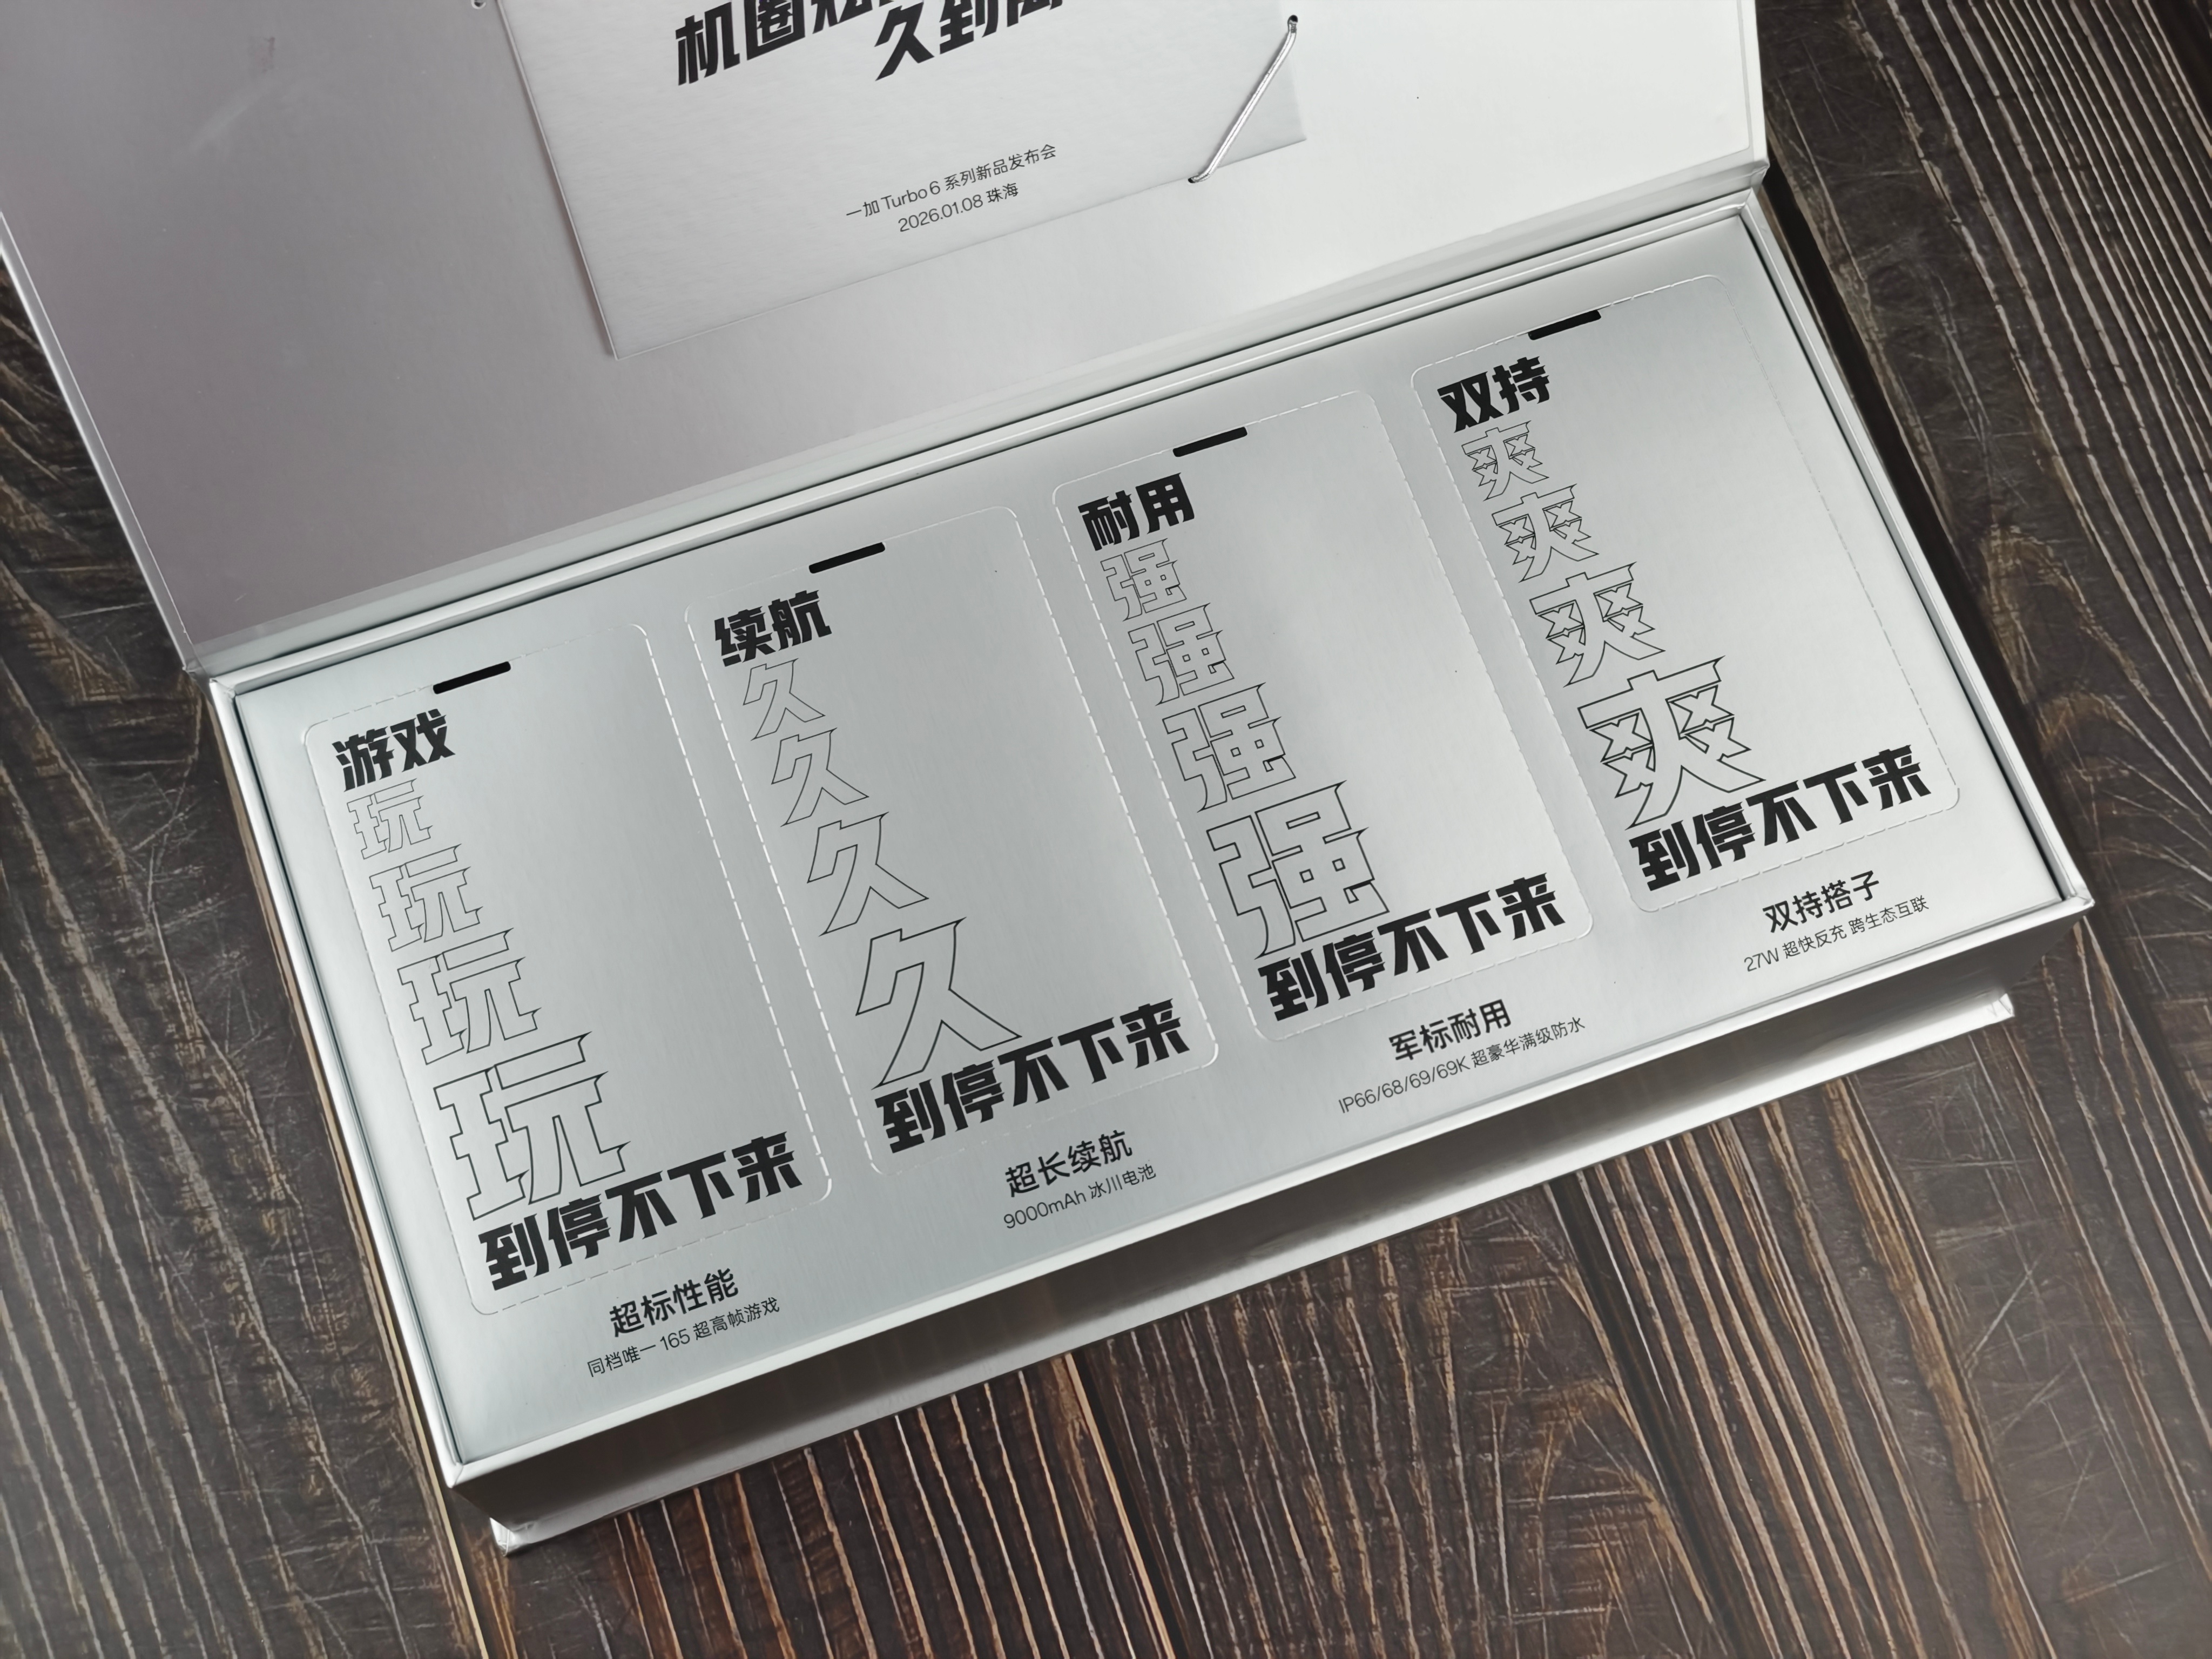 机圈
久到
一加 Turbo 6 系列新品发布会
2026.01.08 珠海
游戏
玩
玩
玩
玩
到停不下来
超标性能
同档唯一 165 超高帧游戏
续航
久
久
久
久
到停不下来
超长续航
9000mAh 冰川电池
耐用
强
强
强
强
到停不下来
军标耐用
IP66/68/69/69K 超豪华满级防水
双持
爽
爽
爽
爽
到停不下来
双持搭子
27W 超快反充 跨生态互联